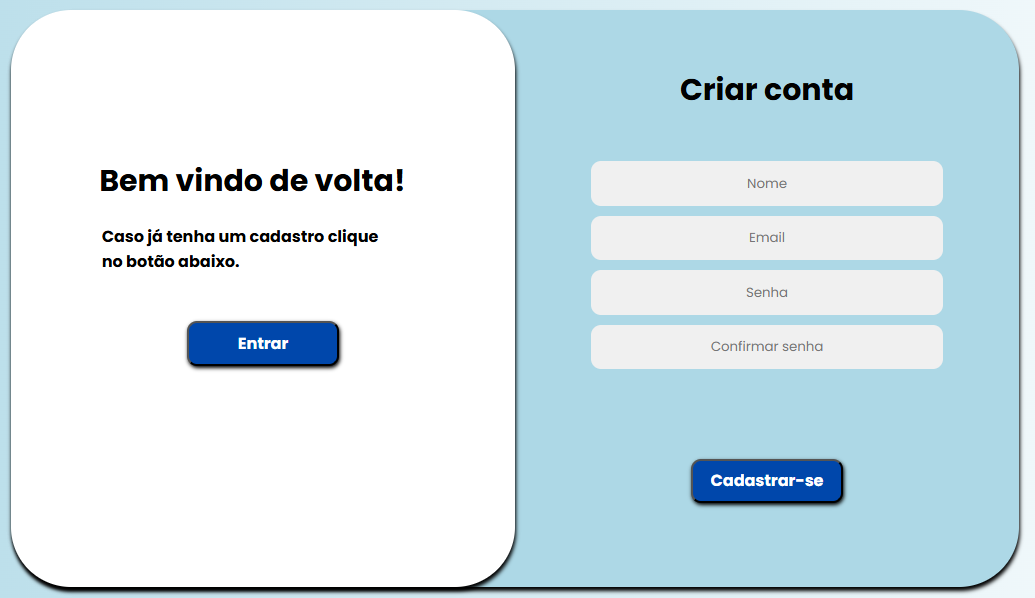 Bem vindo de volta!
Caso já tenha um cadastro clique
no botão abaixo.
Entrar
Criar conta
Nome
Email
Senha
Confirmar senha
Cadastrar-se